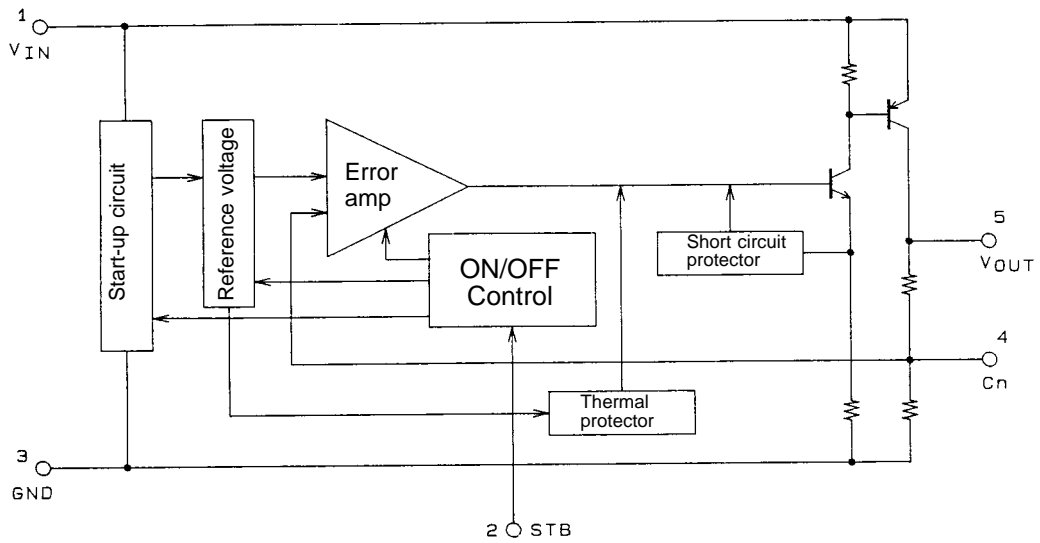 1
VIN
Start-up circuit
Reference voltage
Error
amp
ON/OFF
Control
Short circuit
protector
5
VOUT
4
Cn
Thermal
protector
3
GND
2 STB